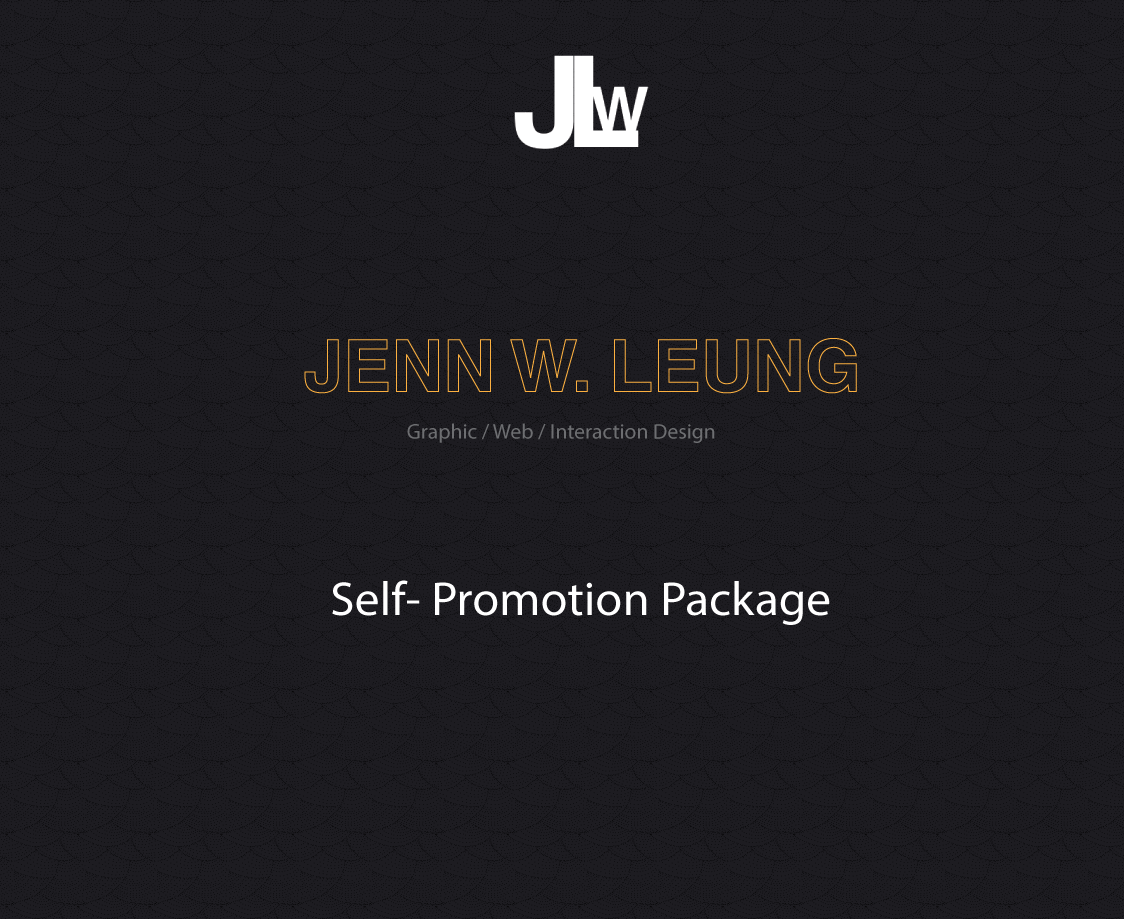 JLW
JENN W. LEUNG
Graphic / Web / Interaction Design
Self- Promotion Package